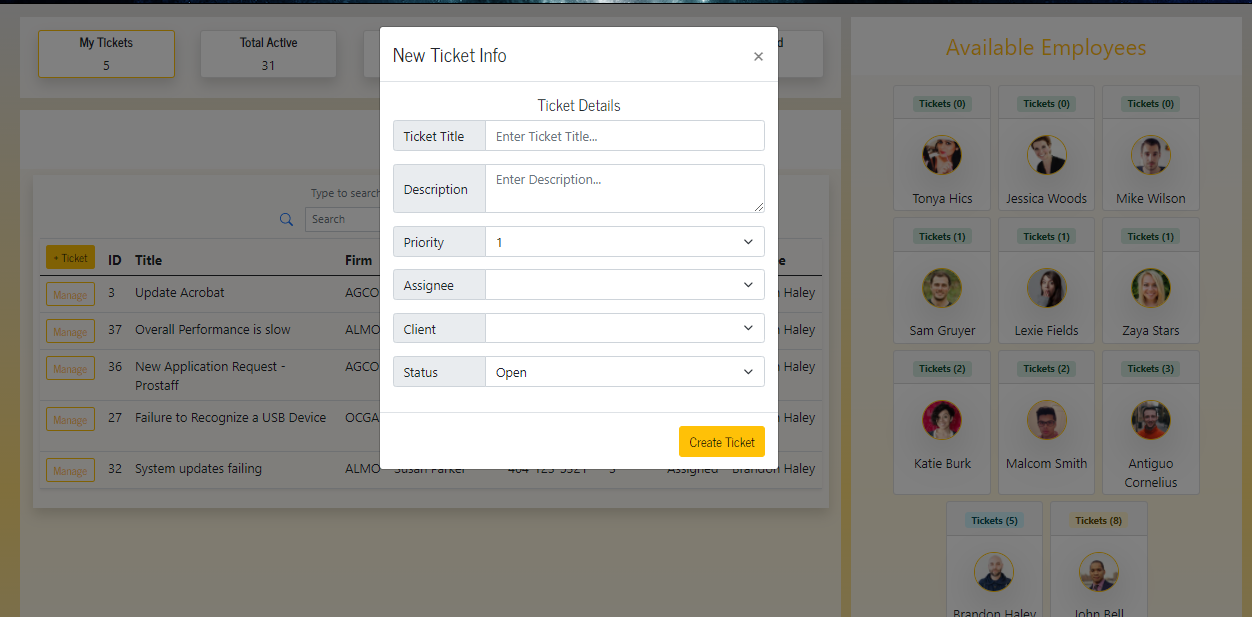 My Tickets
5
Total Active
31
d
New Ticket Info
×
Ticket Details
Ticket Title
Enter Ticket Title...
Description
Enter Description...
Priority
1
Assignee
Client
Status
Open
Create Ticket
Type to search
Search
+ Ticket
ID Title Firm e
Manage 3 Update Acrobat AGCO Haley
Manage 37 Overall Performance is slow ALMO Haley
Manage 36 New Application Request - AGCO Haley
Prostaff
Manage 27 Failure to Recognize a USB Device OCGA Haley
Manage 32 System updates failing ALMO Susan Parker 404-123-5321 Assigned Brandon Haley
Available Employees
Tickets (0) Tickets (0) Tickets (0)
Tonya Hics Jessica Woods Mike Wilson
Tickets (1) Tickets (1) Tickets (1)
Sam Gruyer Lexie Fields Zaya Stars
Tickets (2) Tickets (2) Tickets (3)
Katie Burk Malcom Smith Antiguo
Cornelius
Tickets (5) Tickets (8)
Brandon Haley John Bell